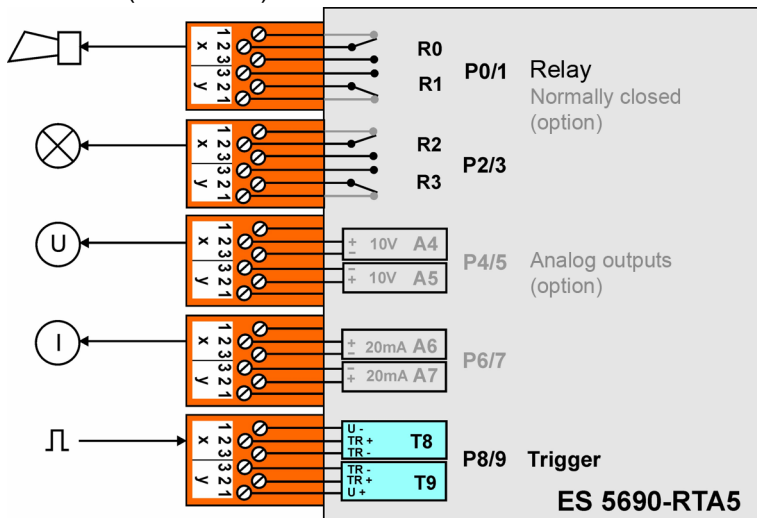 x 1 2 3
y 3 2 1
R0
R1
P0/1
Relay
Normally closed
(option)
x 1 2 3
y 3 2 1
R2
R3
P2/3
U
x 1 2 3
y 3 2 1
+ 10V A4
−
−
+ 10V A5
P4/5
Analog outputs
(option)
I
x 1 2 3
y 3 2 1
+ 20mA A6
−
−
+ 20mA A7
P6/7
x 1 2 3
y 3 2 1
U -
TR + T8
TR -
TR -
TR + T9
U +
P8/9 Trigger
ES 5690-RTA5